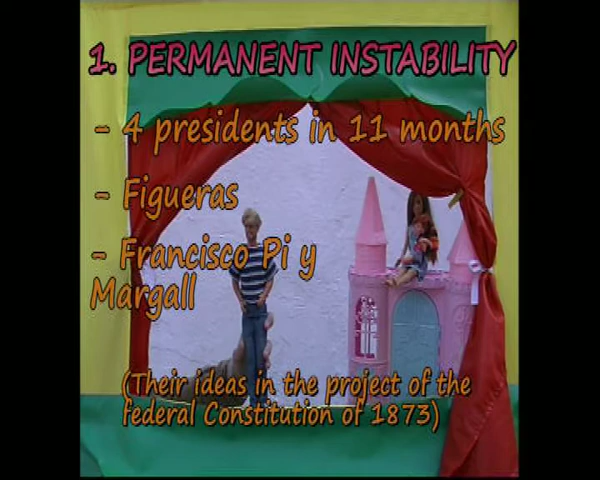 1. PERMANENT INSTABILITY
- 4 presidents in 11 months
- Figueras
- Francisco Pi y
Margall
(Their ideas in the project of the
federal Constitution of 1873)